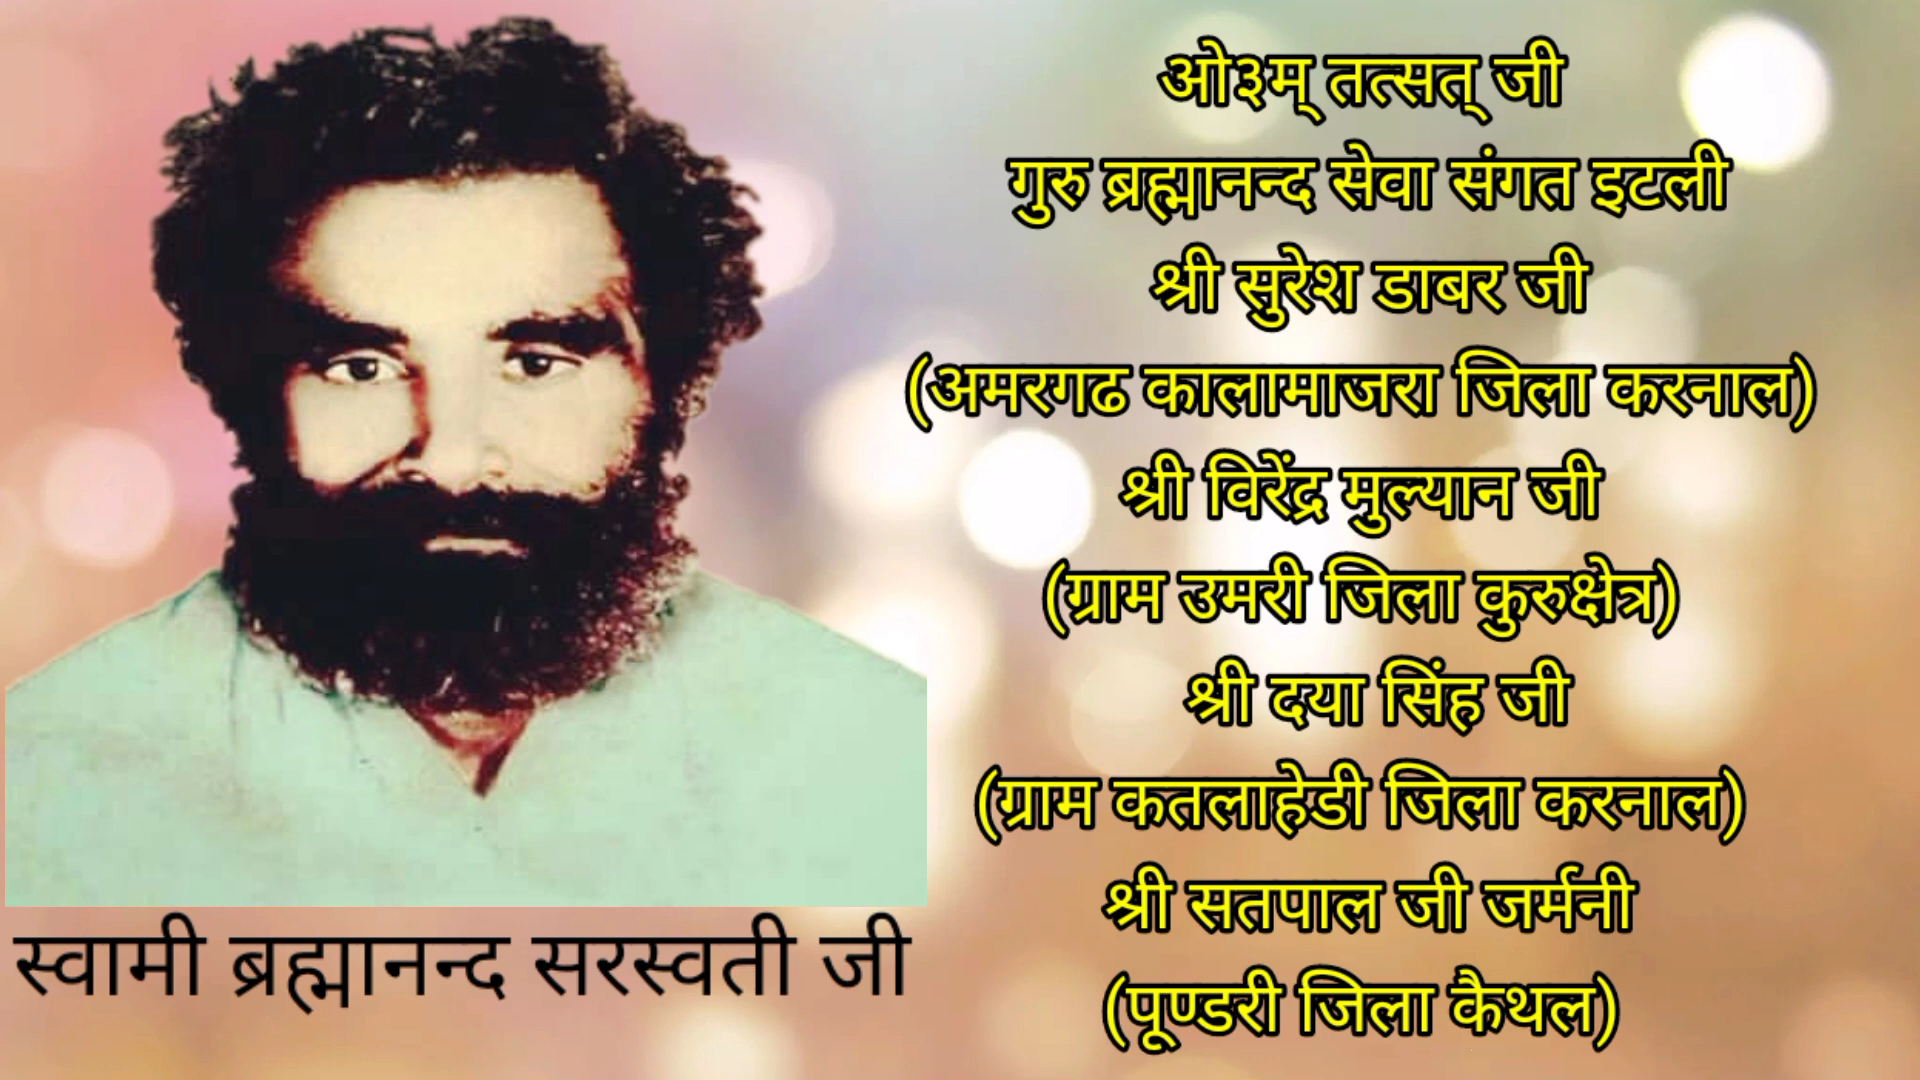 ओ३म् तत्सत् जी
गुरु ब्रह्मानन्द सेवा संगत इटली
श्री सुरेश डाबर जी
(अमरगढ कालामाजरा जिला करनाल)
श्री विरेंद्र मुल्यान जी
(ग्राम उमरी जिला कुरुक्षेत्र)
श्री दया सिंह जी
(ग्राम कतलाहेडी जिला करनाल)
श्री सतपाल जी जर्मनी
(पूण्डरी जिला कैथल)
स्वामी ब्रह्मानन्द सरस्वती जी